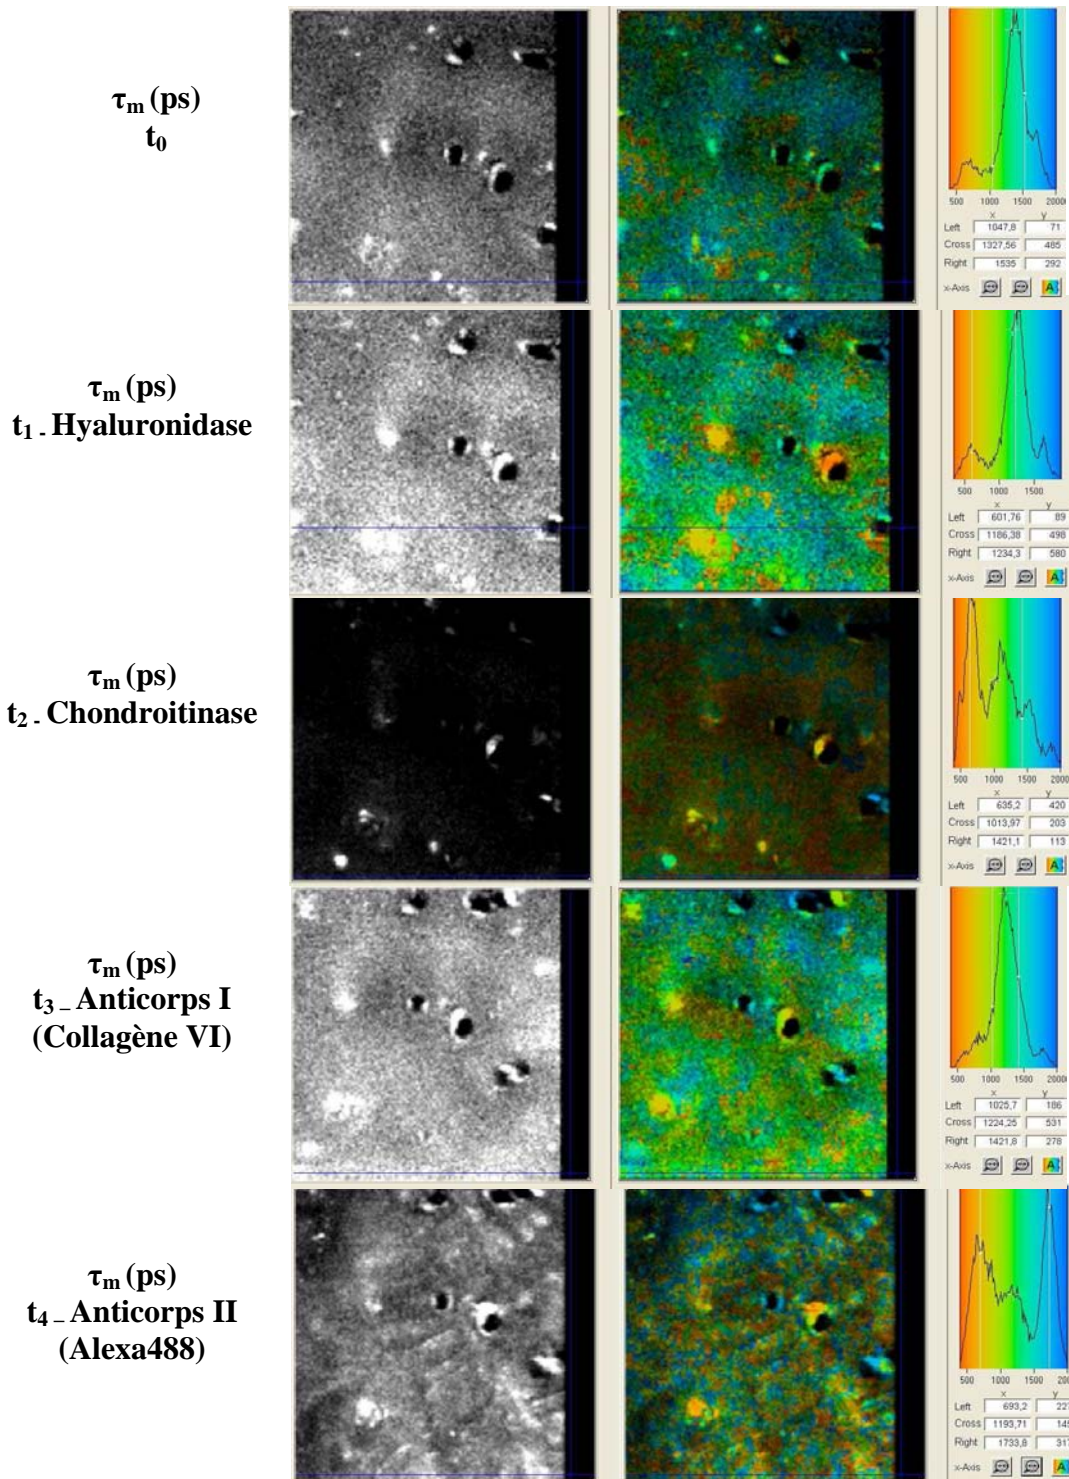 τm (ps)
t0
500 1000 1500 2000
x y
Left 1047,8 71
Cross 1327,56 485
Right 1535 292
x-Axis A
τm (ps)
t1 - Hyaluronidase
500 1000 1500
x y
Left 601,76 89
Cross 1186,38 498
Right 1234,3 580
x-Axis A
τm (ps)
t2 - Chondroitinase
500 1000 1500 2000
x y
Left 635,2 420
Cross 1013,97 203
Right 1421,1 113
x-Axis A
τm (ps)
t3 – Anticorps I
(Collagène VI)
500 1000 1500 2000
x y
Left 1025,7 186
Cross 1224,25 531
Right 1421,8 278
x-Axis A
τm (ps)
t4 – Anticorps II
(Alexa488)
500 1000 1500
x y
Left 693,2
Cross 1193,71
Right 1733,8
x-Axis A